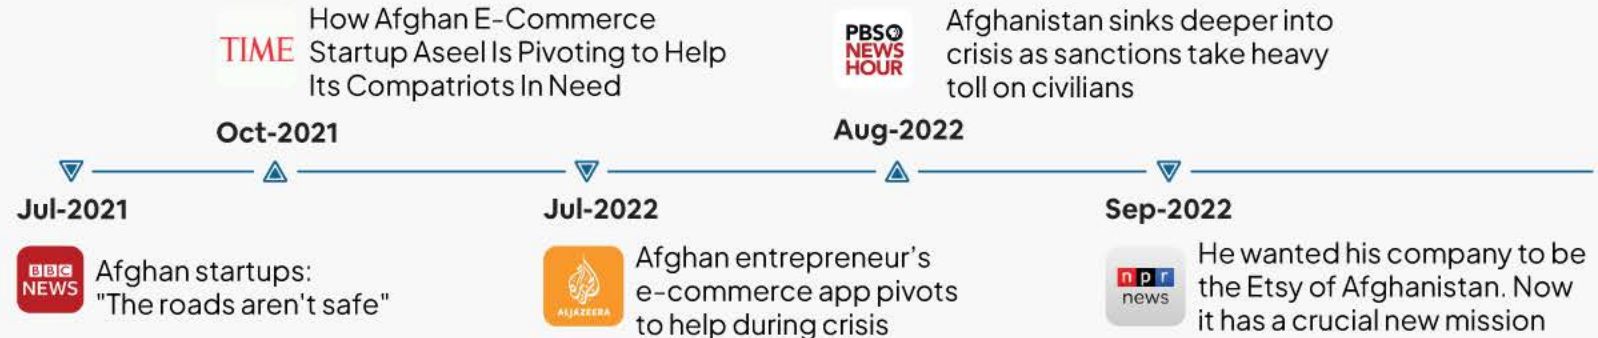 TIME
How Afghan E-Commerce
Startup Aseel Is Pivoting to Help
Its Compatriots In Need
Oct-2021
PBS
NEWS
HOUR
Afghanistan sinks deeper into
crisis as sanctions take heavy
toll on civilians
Aug-2022
Jul-2021
BBC
NEWS
Afghan startups:
"The roads aren't safe"
Jul-2022
ALJAZEERA
Afghan entrepreneur's
e-commerce app pivots
to help during crisis
Sep-2022
npr
news
He wanted his company to be
the Etsy of Afghanistan. Now
it has a crucial new mission